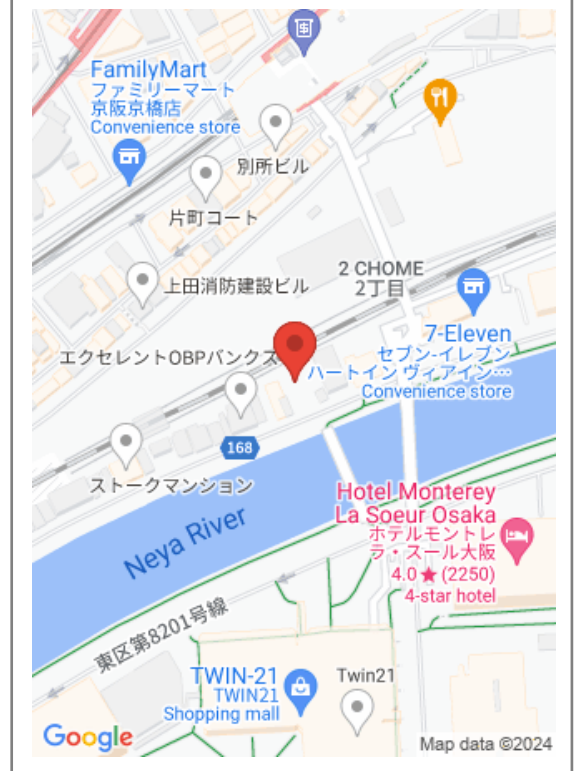 FamilyMart
ファミリーマート
京阪京橋店
Convenience store
別所ビル
片町コート
2 CHOME
2丁目
上田消防建設ビル
7-Eleven
セブン-イレブン
ハートイン ヴィアイン…
Convenience store
エクセレントOBPバンクス
168
ストークマンション
Neya River
Hotel Monterey
La Soeur Osaka
ホテルモントレ
ラ・スール大阪
4.0★(2250)
4-star hotel
東区第8201号線
TWIN-21
TWIN21
Shopping mall
Twin21
Google
Map data ©2024